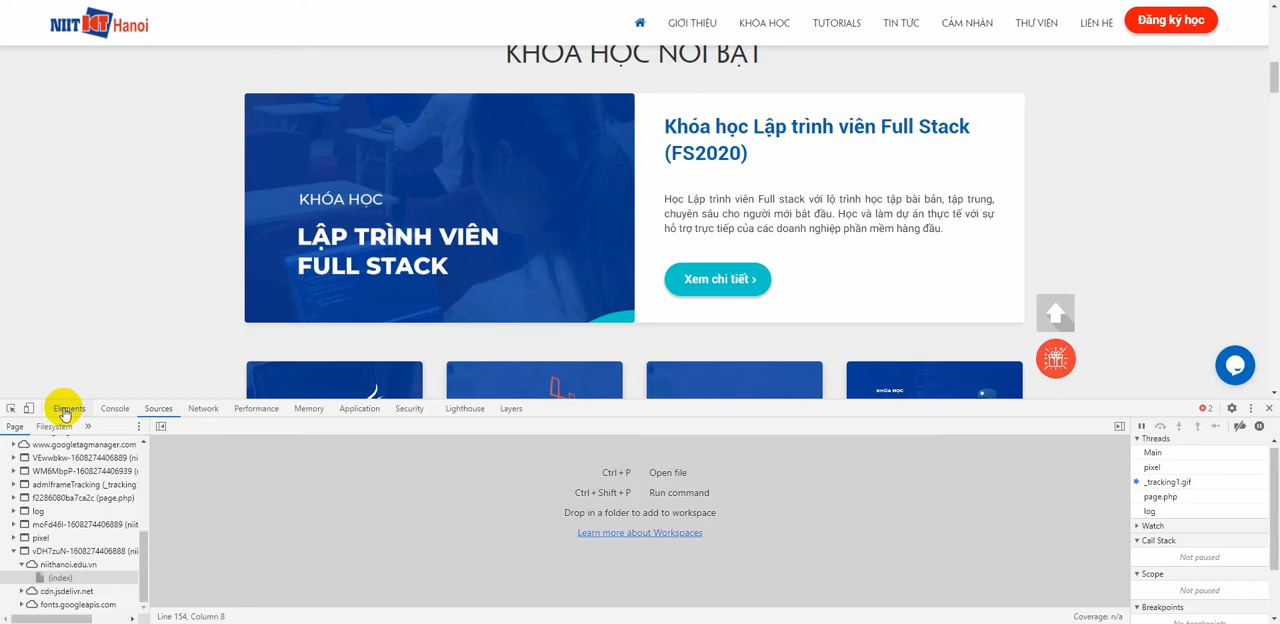 NIIT ICT Hanoi
GIỚI THIỆU KHÓA HỌC TUTORIALS TIN TỨC CẢM NHẬN THƯ VIỆN LIÊN HỆ Đăng ký học
KHÓA HỌC NỔI BẬT
KHÓA HỌC
LẬP TRÌNH VIÊN
FULL STACK
Khóa học Lập trình viên Full Stack
(FS2020)
Học Lập trình viên Full stack với lộ trình học tập bài bản, tập trung,
chuyên sâu cho người mới bắt đầu. Học và làm dự án thực tế với sự
hỗ trợ trực tiếp của các doanh nghiệp phần mềm hàng đầu.
Xem chi tiết ›
KHÓA HỌC
Elements Console Sources Network Performance Memory Application Security Lighthouse Layers 2
Page Filesystem »
www.googletagmanager.com
VEwwbkw-1608274406889 (nii
WM6MbpP-1608274406939 (nii
admIframeTracking (_tracking
f2286080ba7ca2c (page.php)
log
moFd46I-1608274406889 (niit
pixel
vDH7zuN-1608274406888 (nii
niithanoi.edu.vn
(index)
cdn.jsdelivr.net
fonts.googleapis.com
Ctrl + P Open file
Ctrl + Shift + P Run command
Drop in a folder to add to workspace
Learn more about Workspaces
Line 154, Column 8
Coverage: n/a
Threads
Main
pixel
_tracking1.gif
page.php
log
Watch
Call Stack
Not paused
Scope
Not paused
Breakpoints
No breakpoints